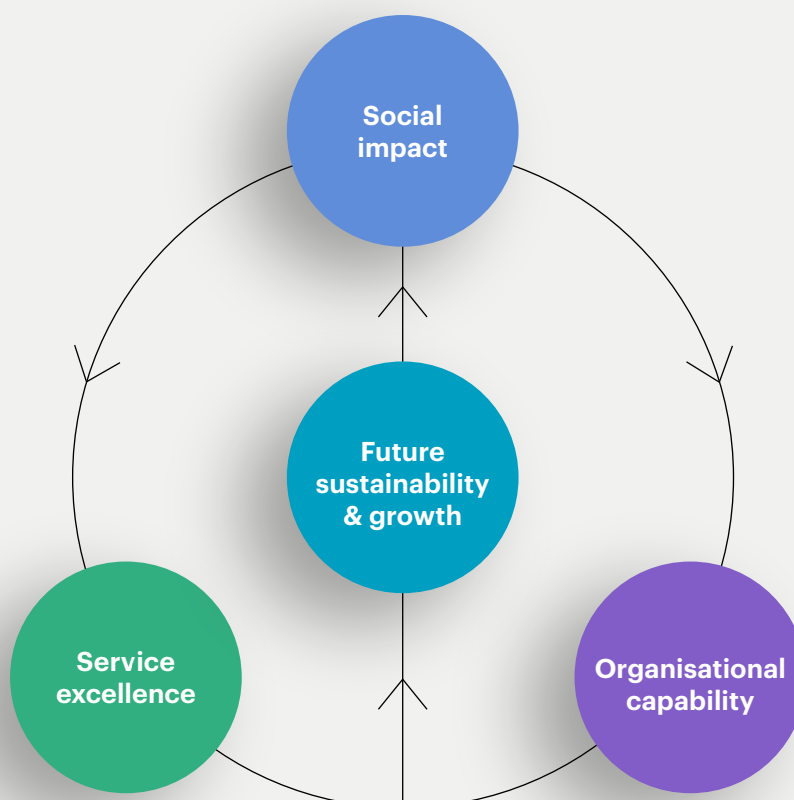 Social
impact
Future
sustainability
& growth
Service
excellence
Organisational
capability